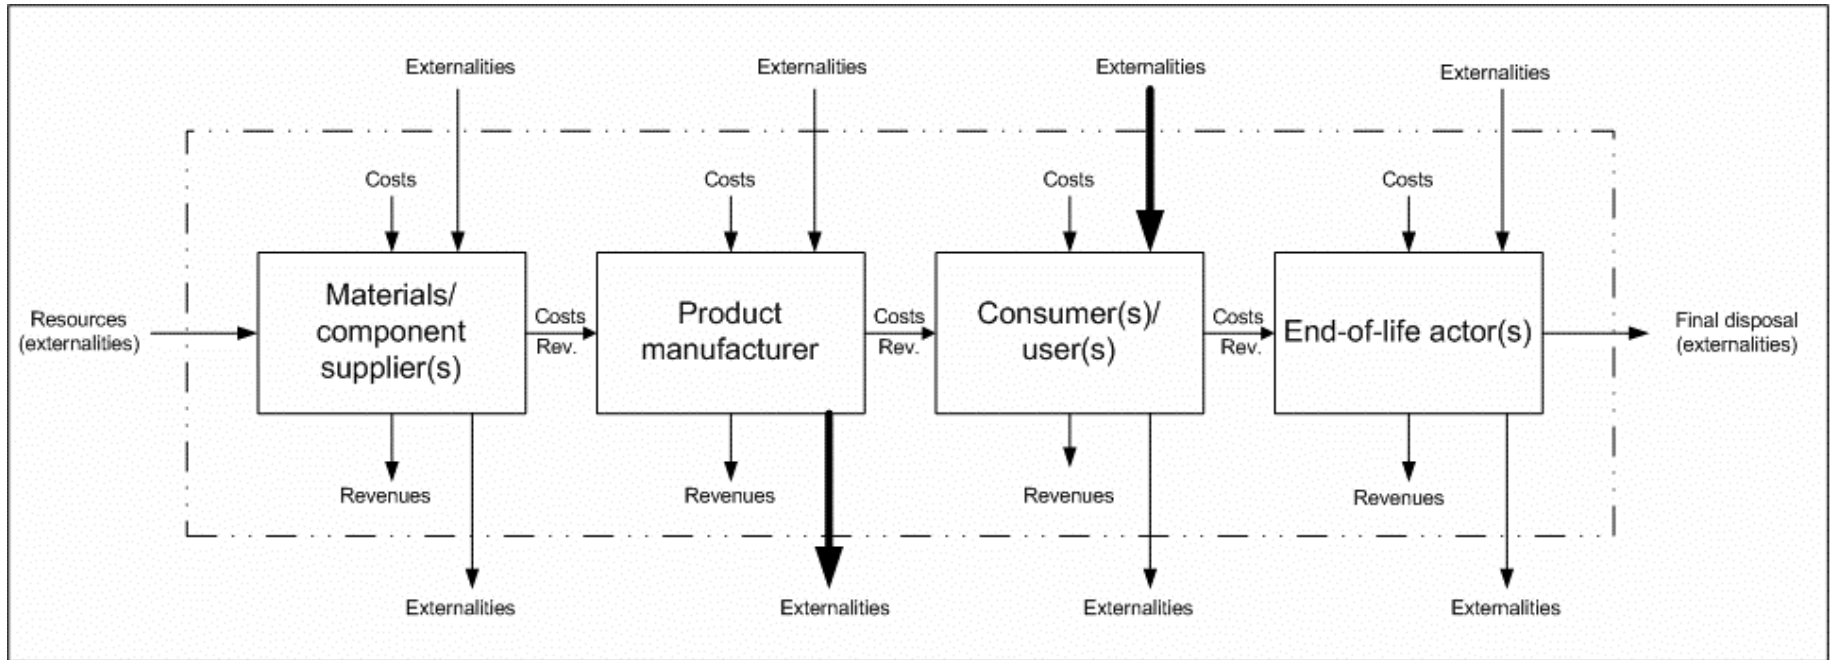 Externalities
Externalities
Externalities
Externalities
Costs
Costs
Costs
Costs
Resources
(externalities)
Materials/
component
supplier(s)
Costs
Rev.
Product
manufacturer
Costs
Rev.
Consumer(s)/
user(s)
Costs
Rev.
End-of-life actor(s)
Final disposal
(externalities)
Revenues
Revenues
Revenues
Revenues
Externalities
Externalities
Externalities
Externalities